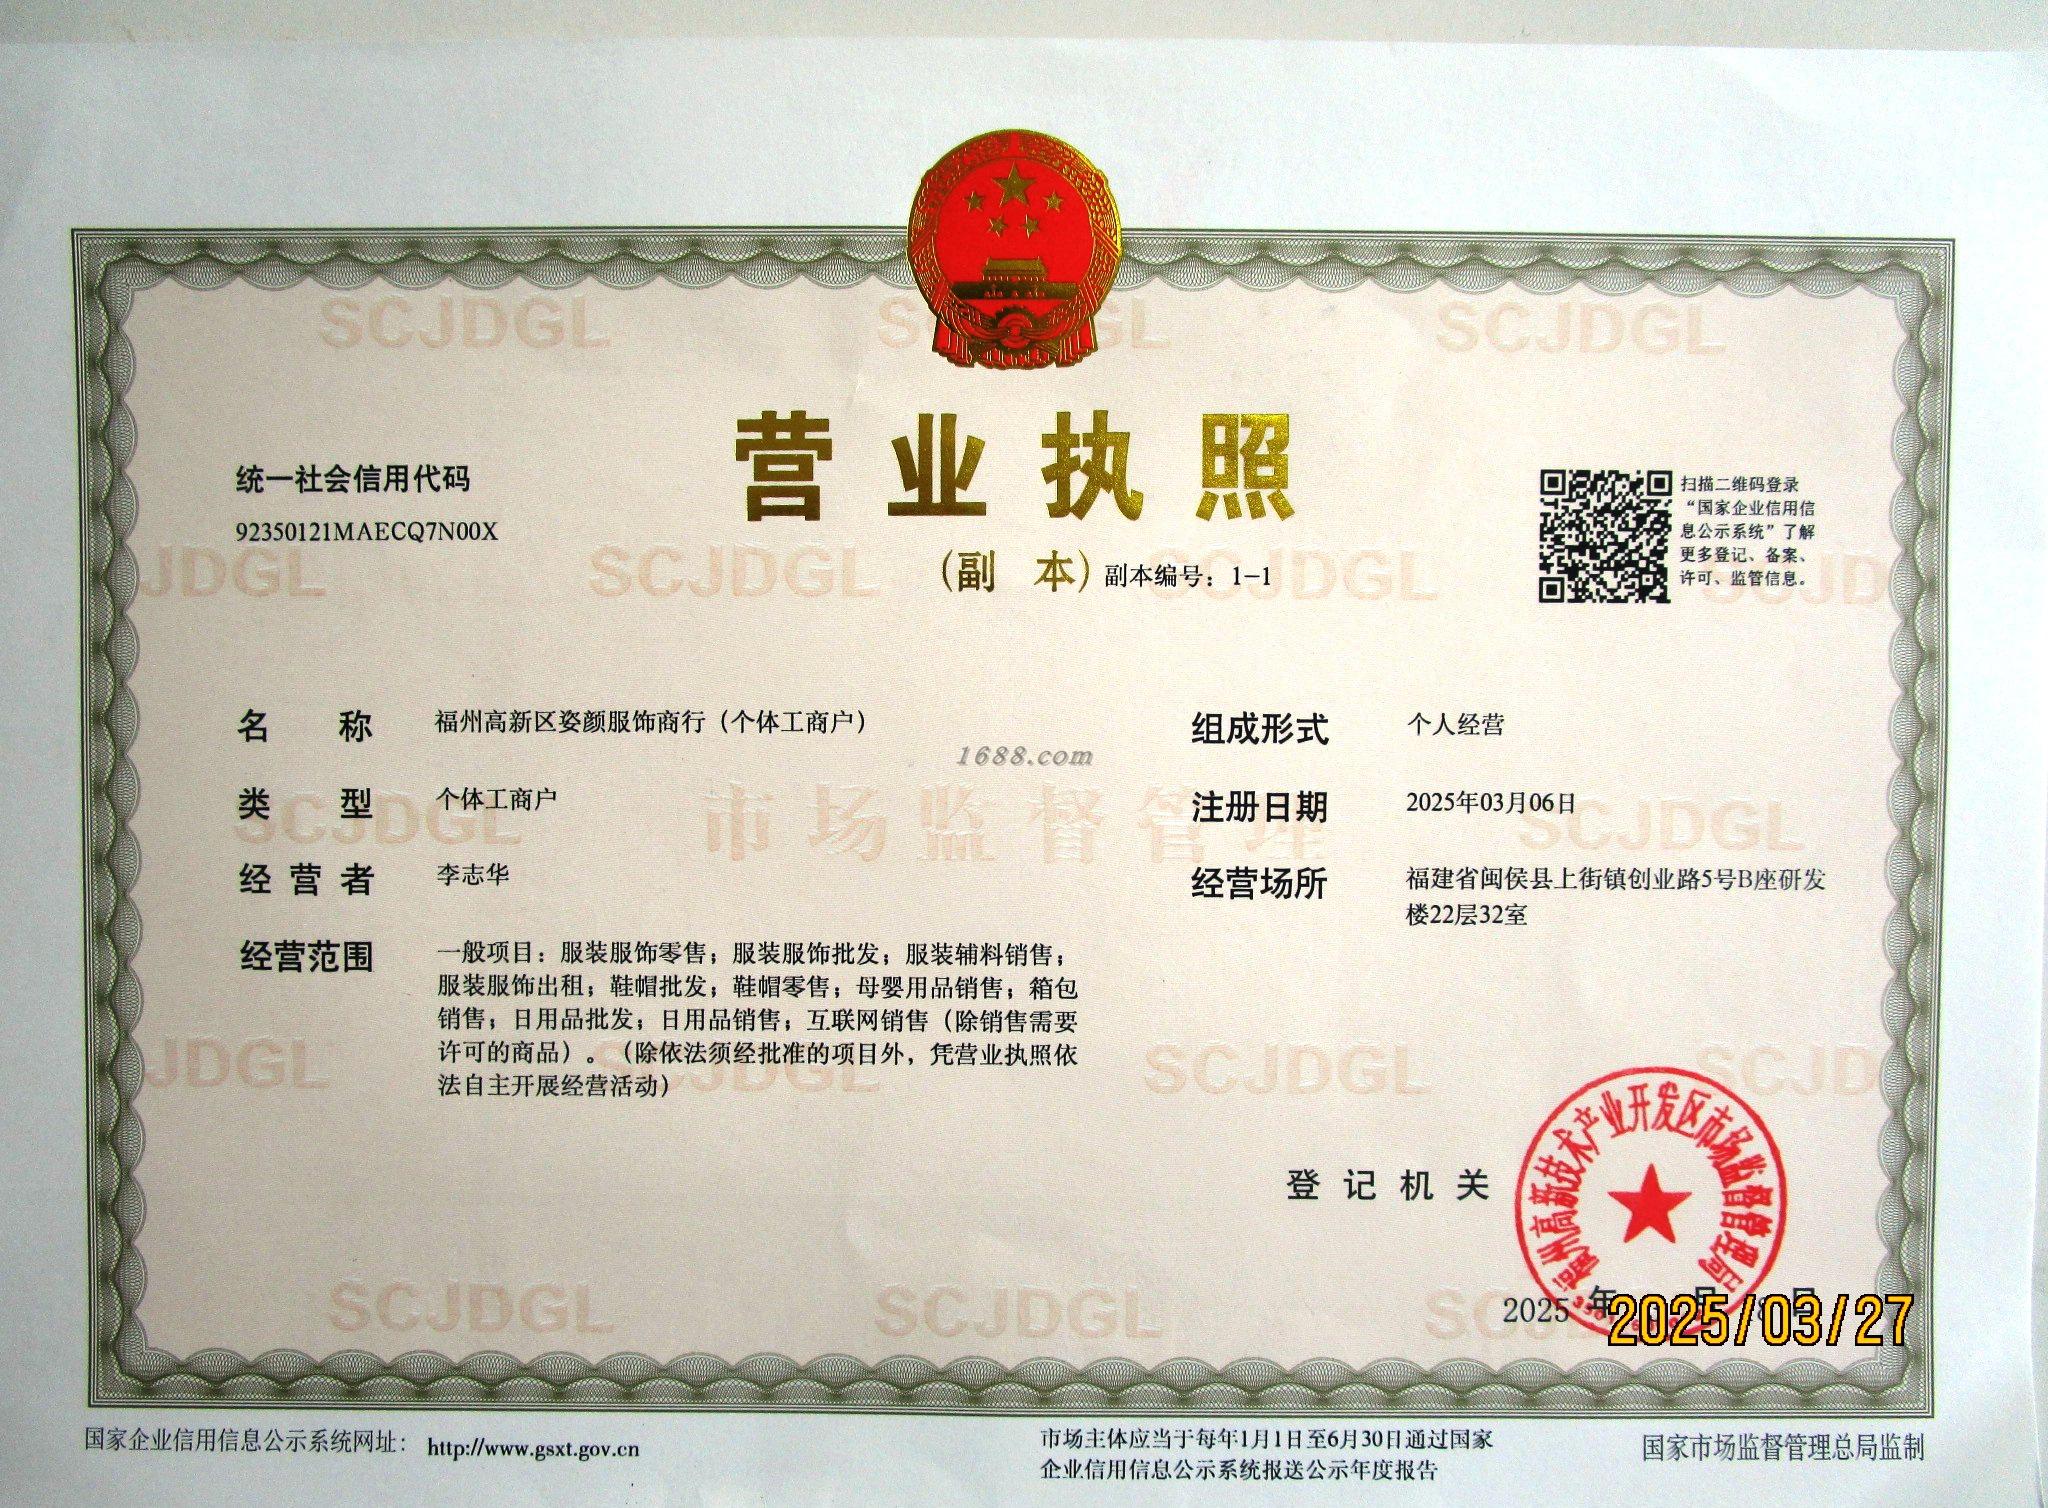 营业执照
（副 本）副本编号：1-1
统一社会信用代码
92350121MAECQ7N00X
扫描二维码登录
“国家企业信用信
息公示系统”了解
更多登记、备案、
许可、监管信息。
名 称 福州高新区姿颜服饰商行（个体工商户）
类 型 个体工商户
经营者 李志华
经营范围 一般项目：服装服饰零售；服装服饰批发；服装辅料销售；
服装服饰出租；鞋帽批发；鞋帽零售；母婴用品销售；箱包
销售；日用品批发；日用品销售；互联网销售（除销售需要
许可的商品）。（除依法须经批准的项目外，凭营业执照依
法自主开展经营活动）
组成形式 个人经营
注册日期 2025年03月06日
经营场所 福建省闽侯县上街镇创业路5号B座研发
楼22层32室
1688.com
市场监督管理
SCJDGL
登记机关
福州高新技术产业开发区市场监督管理局
2025 年 月 日
2025/03/27
国家企业信用信息公示系统网址： http://www.gsxt.gov.cn
市场主体应当于每年1月1日至6月30日通过国家
企业信用信息公示系统报送公示年度报告
国家市场监督管理总局监制